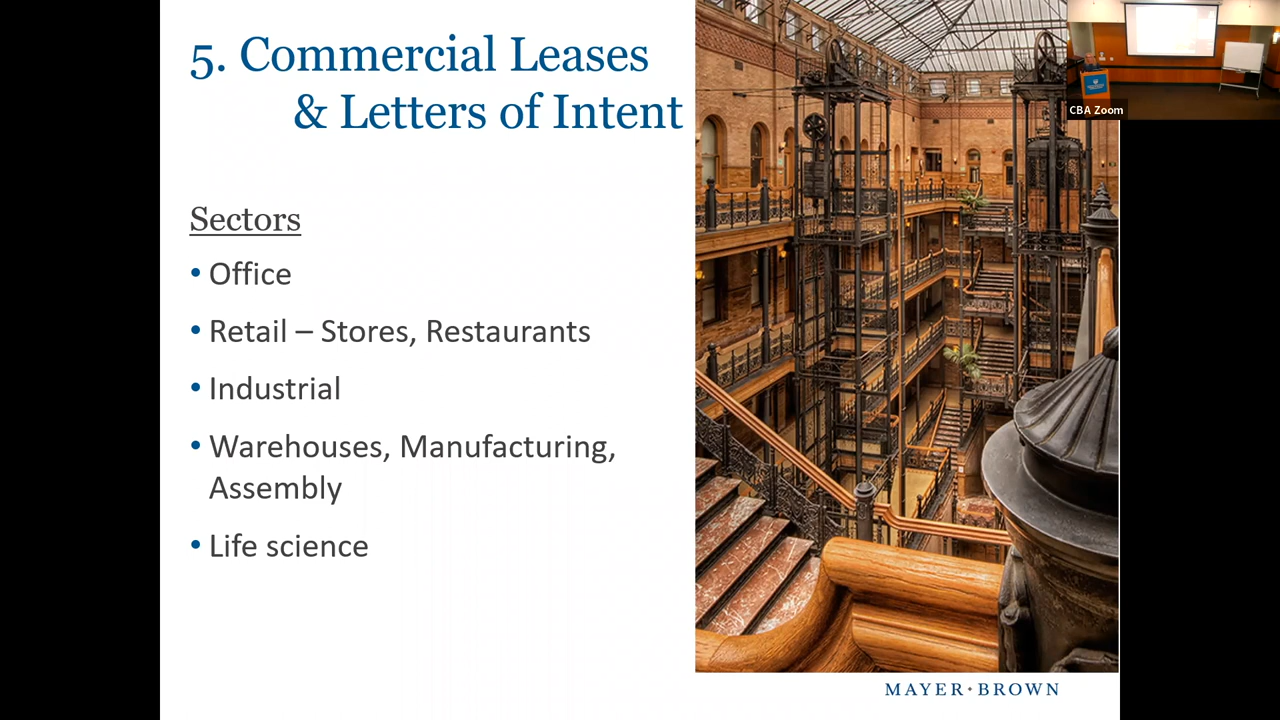 5. Commercial Leases
& Letters of Intent
Sectors
• Office
• Retail – Stores, Restaurants
• Industrial
• Warehouses, Manufacturing,
Assembly
• Life science
MAYER•BROWN
CBA Zoom